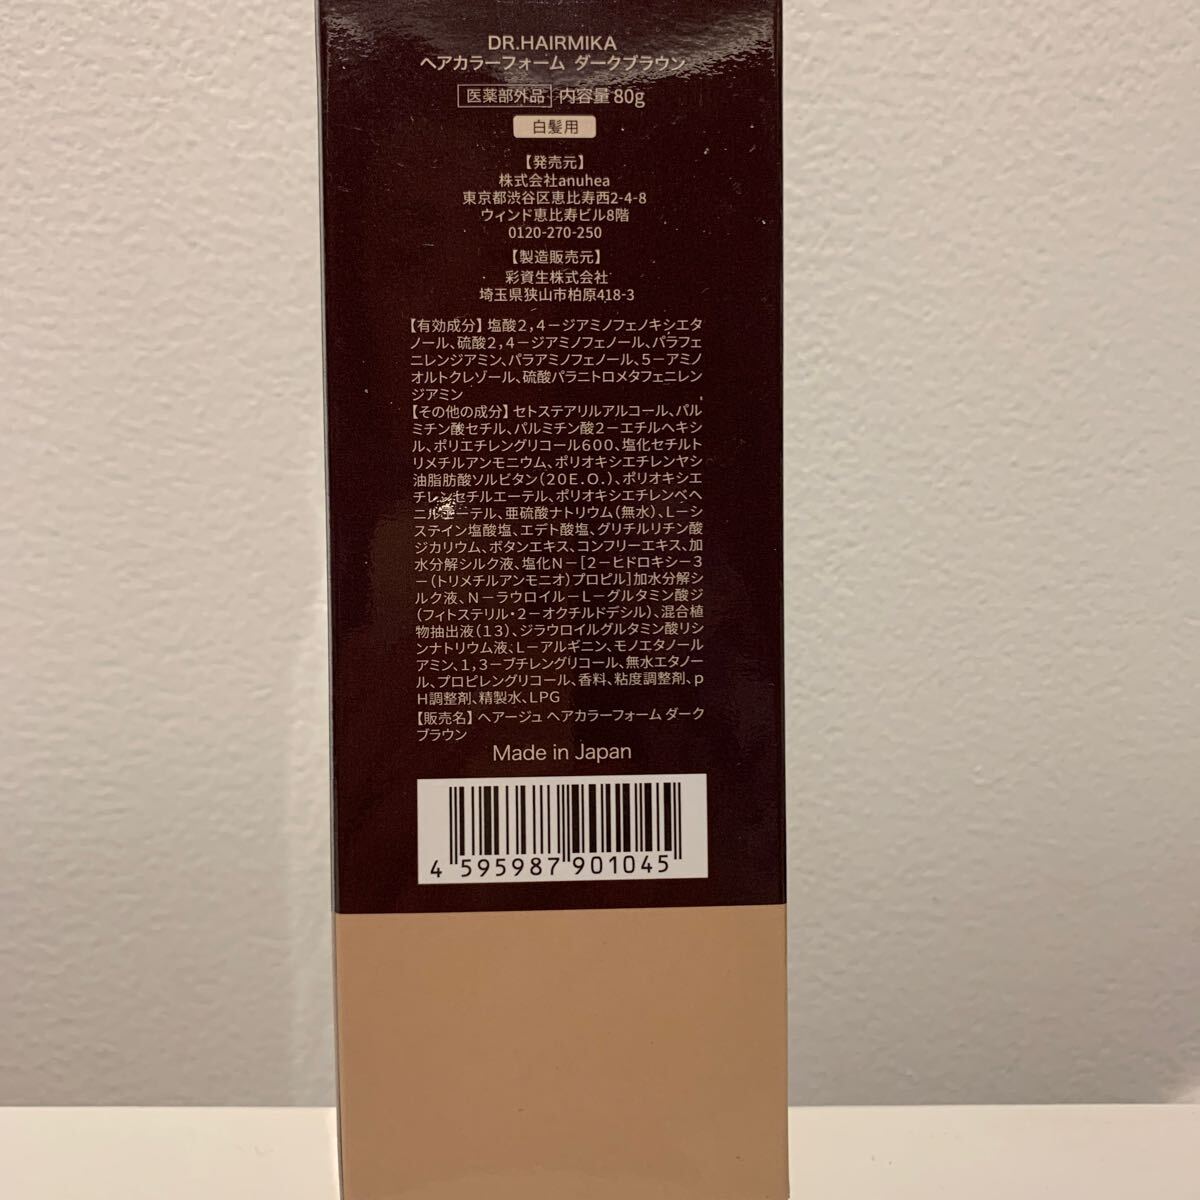 DR.HAIRMIKA
ヘアカラーフォーム ダークブラウン
医薬部外品 内容量80g
白髪用
【発売元】
株式会社anuhea
東京都渋谷区恵比寿西2-4-8
ウィンド恵比寿ビル8階
0120-270-250
【製造販売元】
彩資生株式会社
埼玉県狭山市柏原418-3
【有効成分】塩酸2,4－ジアミノフェノキシエタ
ノール、硫酸2,4－ジアミノフェノール、パラフェ
ニレンジアミン、パラアミノフェノール、5－アミノ
オルトクレゾール、硫酸パラニトロメタフェニレン
ジアミン
【その他の成分】セトステアリルアルコール、パル
ミチン酸セチル、パルミチン酸2－エチルヘキシ
ル、ポリエチレングリコール600、塩化セチルト
リメチルアンモニウム、ポリオキシエチレンヤシ
油脂肪酸ソルビタン(20E.O.)、ポリオキシエ
チレンセチルエーテル、ポリオキシエチレンベヘ
ニルエーテル、亜硫酸ナトリウム(無水)、L－シ
ステイン塩酸塩、エデト酸塩、グリチルリチン酸
ジカリウム、ボタンエキス、コンフリーエキス、加
水分解シルク液、塩化N－[2－ヒドロキシ－3
－(トリメチルアンモニオ)プロピル]加水分解シ
ルク液、N－ラウロイル－L－グルタミン酸ジ
(フィトステリル・2－オクチルドデシル)、混合植
物抽出液(13)、ジラウロイルグルタミン酸リシ
ンナトリウム液、L－アルギニン、モノエタノール
アミン、1,3－ブチレングリコール、無水エタノー
ル、プロピレングリコール、香料、粘度調整剤、p
H調整剤、精製水、LPG
【販売名】ヘアージュ ヘアカラーフォーム ダーク
ブラウン
Made in Japan
4 595987 901045